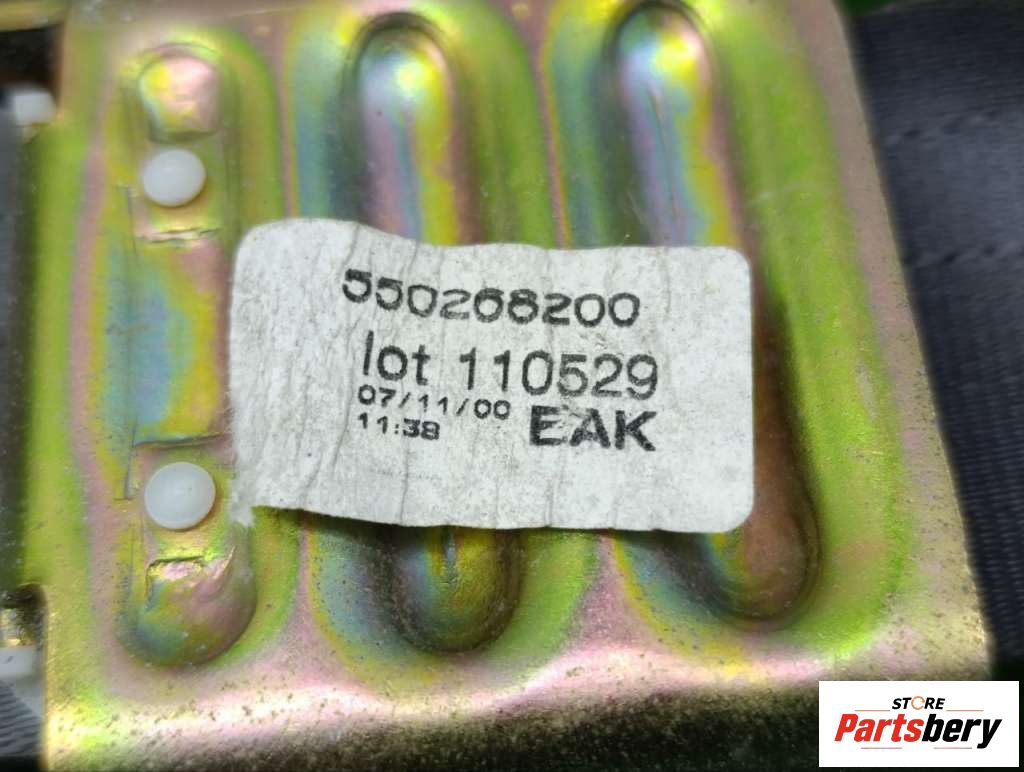 550268200
lot 110529
07/11/00 EAK
11:38
STORE
Partsbery